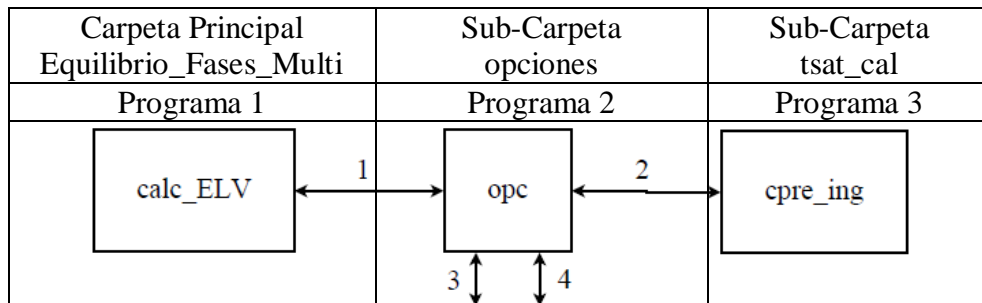 Carpeta Principal
Equilibrio_Fases_Multi
Sub-Carpeta
opciones
Sub-Carpeta
tsat_cal
Programa 1
Programa 2
Programa 3
calc_ELV
1
opc
2
cpre_ing
3
4